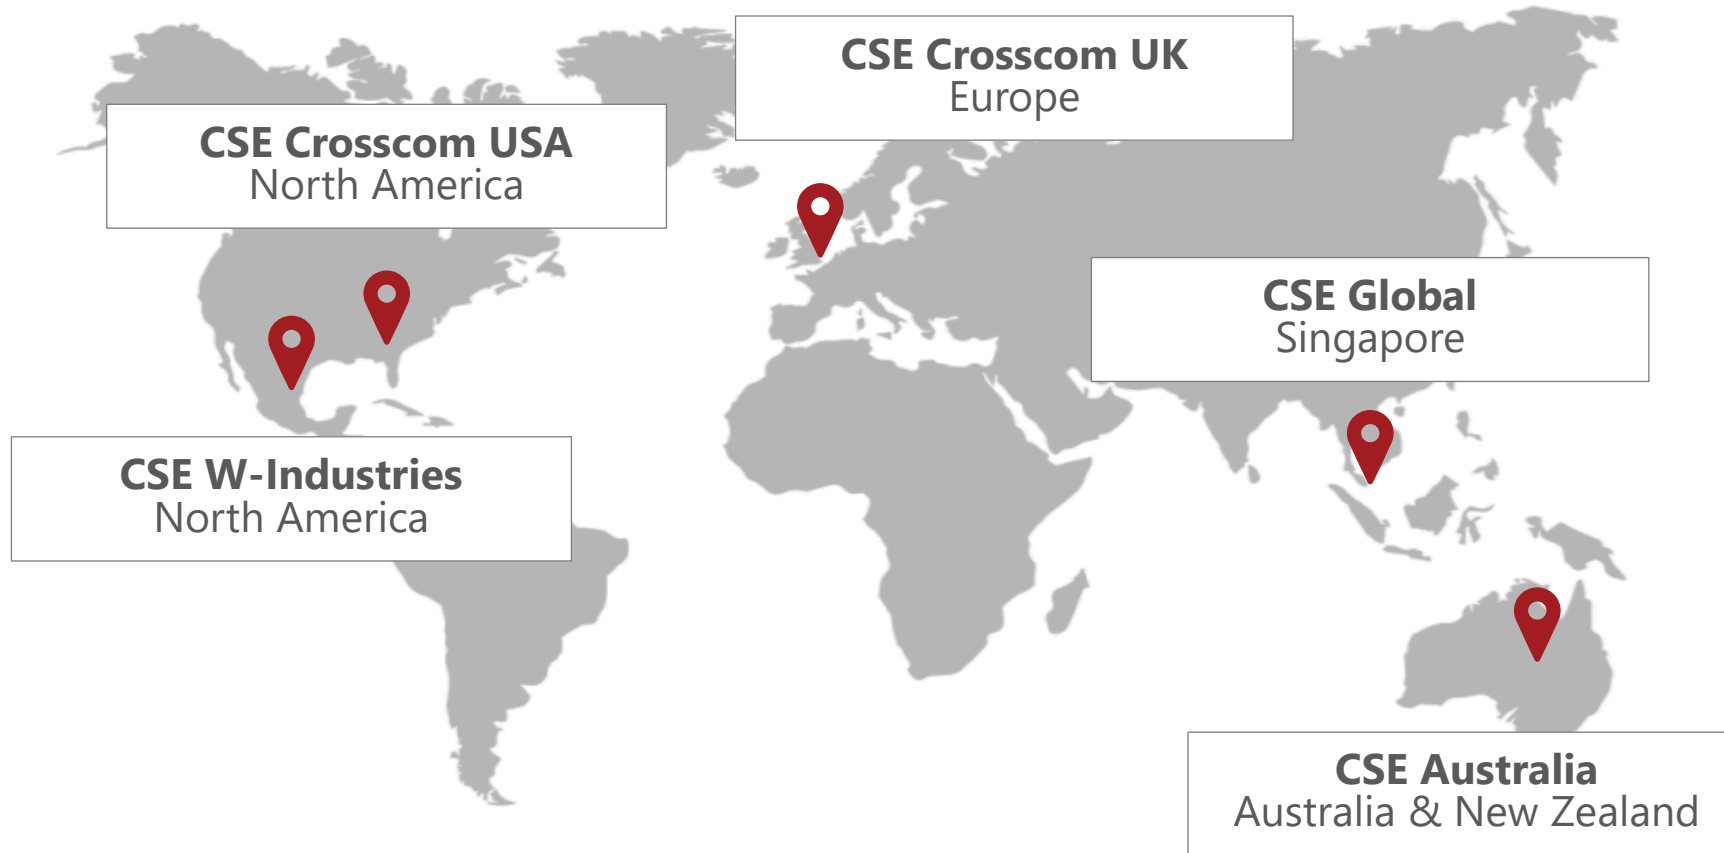 CSE Crosscom UK
Europe
CSE Crosscom USA
North America
CSE Global
Singapore
CSE W-Industries
North America
CSE Australia
Australia & New Zealand